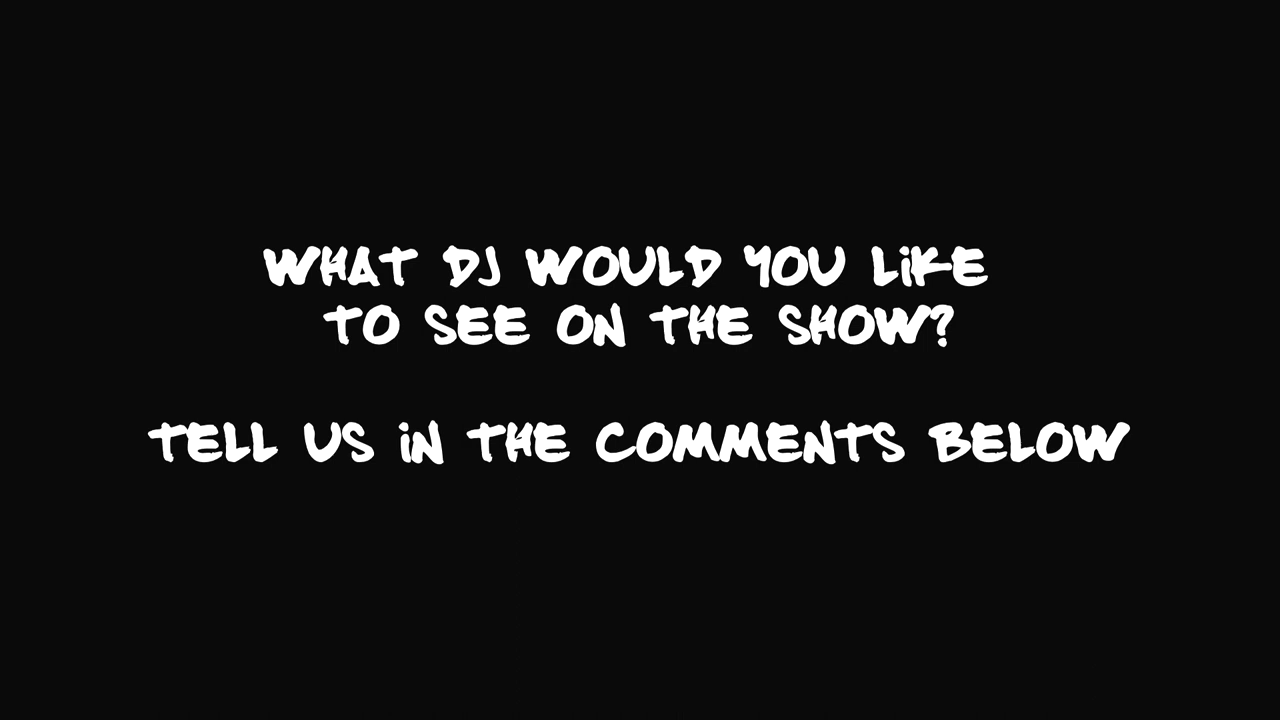 WHAT DJ WOULD YOU LiKE
TO SEE ON THE SHOW?
TELL US iN THE COMMENTS BELOW